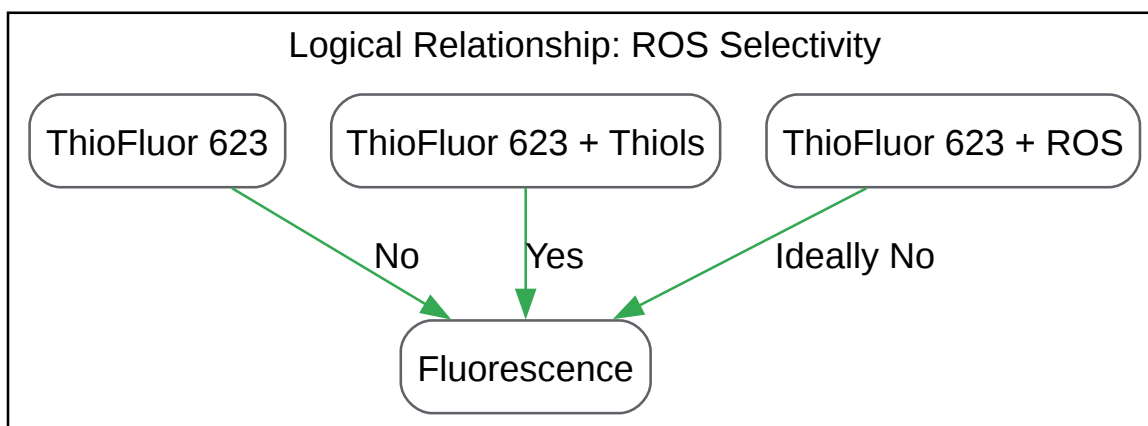 Logical Relationship: ROS Selectivity
ThioFluor 623
ThioFluor 623 + Thiols
ThioFluor 623 + ROS
No
Yes
Ideally No
Fluorescence